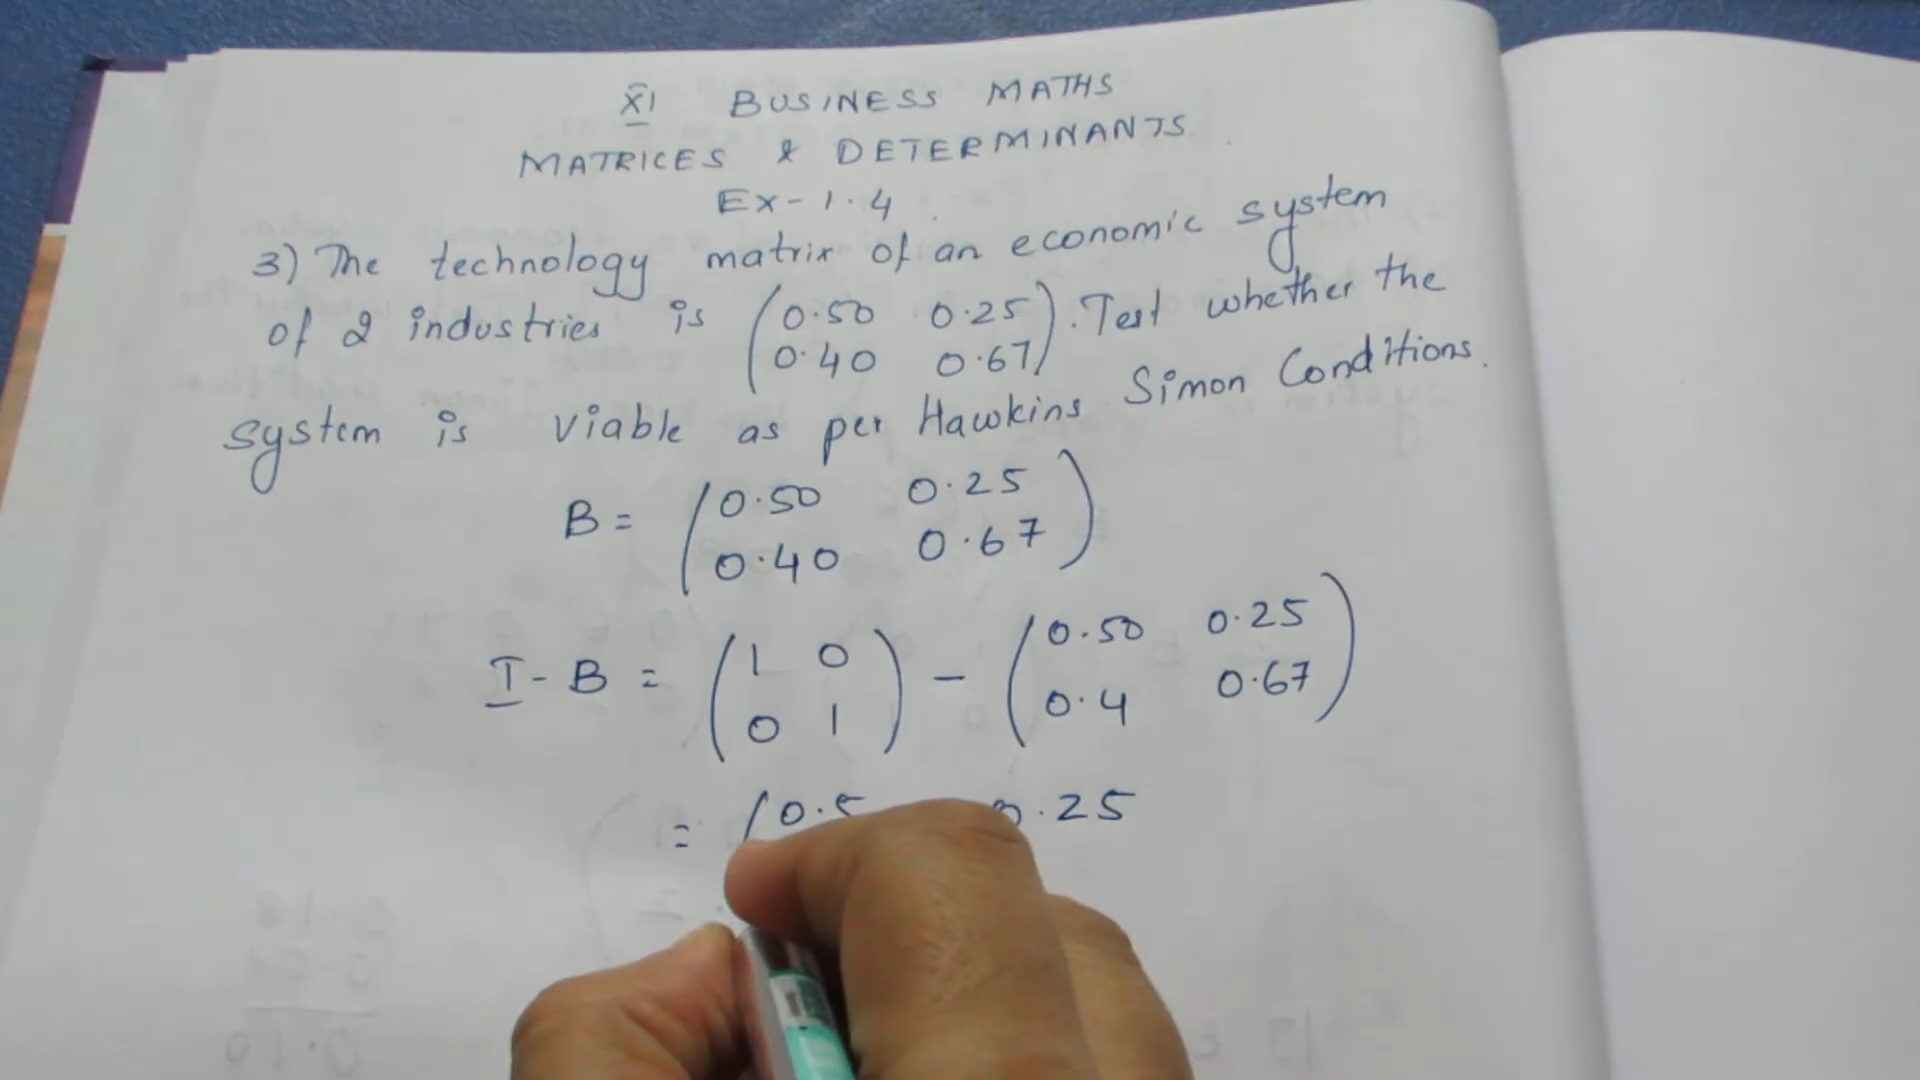 XI BUSINESS MATHS
MATRICES & DETERMINANTS
Ex-1.4
3) The technology matrix of an economic system
of 2 industries is (0.50 0.25
0.40 0.67). Test whether the
system is viable as per Hawkins Simon Conditions.
B = (0.50 0.25
0.40 0.67)
I - B = (1 0
0 1) - (0.50 0.25
0.4 0.67)
= (0.5 0.25